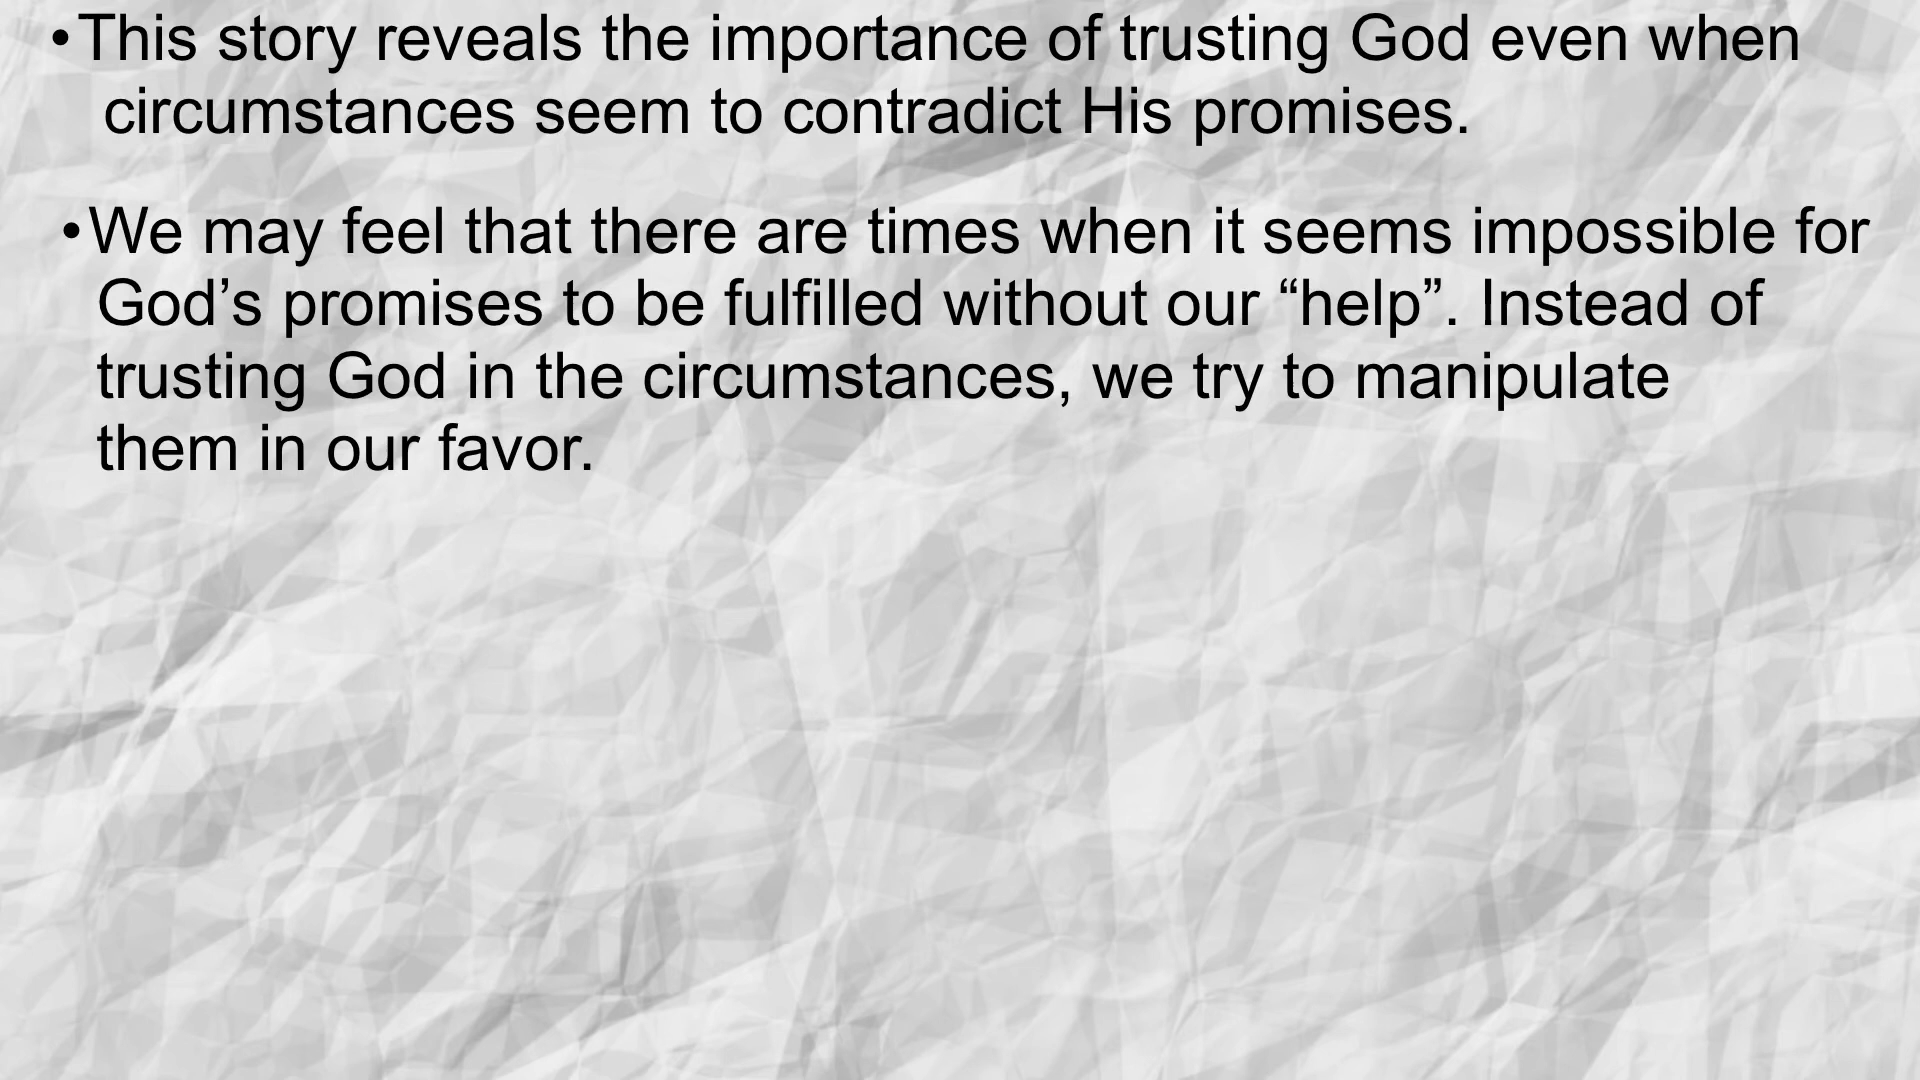 •This story reveals the importance of trusting God even when
circumstances seem to contradict His promises.
•We may feel that there are times when it seems impossible for
God’s promises to be fulfilled without our “help”. Instead of
trusting God in the circumstances, we try to manipulate
them in our favor.